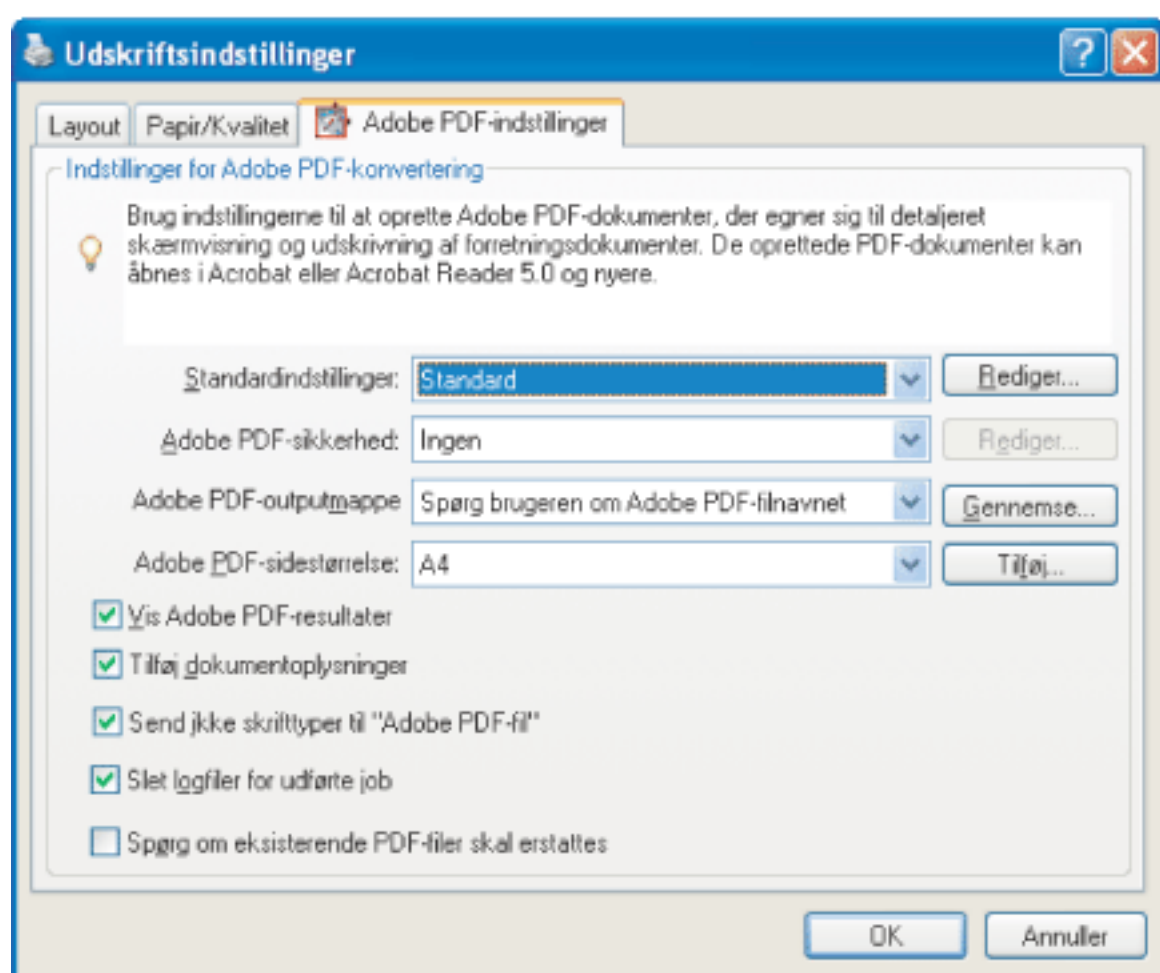 Udskriftsindstillinger
Layout Papir/Kvalitet Adobe PDF-indstillinger
Indstillinger for Adobe PDF-konvertering
Brug indstillingerne til at oprette Adobe PDF-dokumenter, der egner sig til detaljeret
skærmvisning og udskrivning af forretningsdokumenter. De oprettede PDF-dokumenter kan
åbnes i Acrobat eller Acrobat Reader 5.0 og nyere.
Standardindstillinger: Standard Rediger...
Adobe PDF-sikkerhed: Ingen Rediger...
Adobe PDF-outputmappe Spørg brugeren om Adobe PDF-filnavnet Gennemse...
Adobe PDF-sidestørrelse: A4 Tilføj...
Vis Adobe PDF-resultater
Tilføj dokumentoplysninger
Send ikke skrifttyper til "Adobe PDF-fil"
Slet logfiler for udførte job
Spørg om eksisterende PDF-filer skal erstattes
OK Annuller